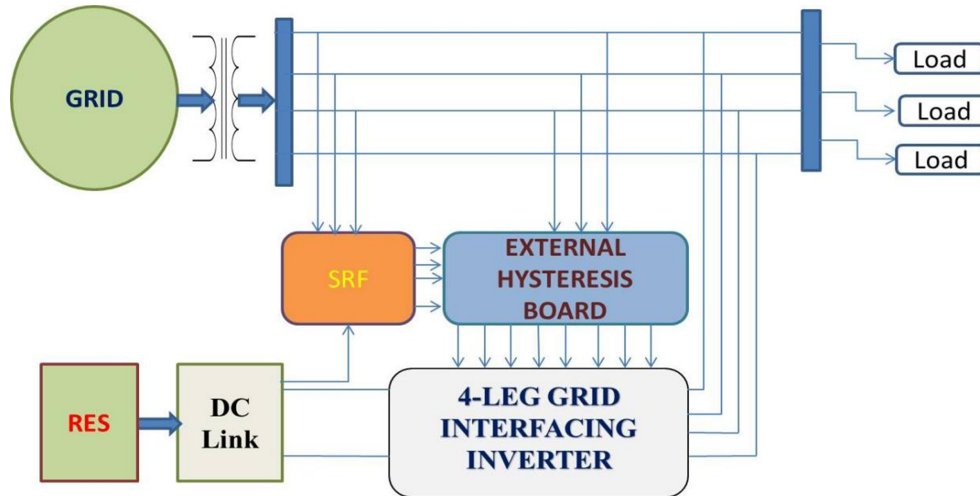 GRID
Load
Load
Load
SRF
EXTERNAL
HYSTERESIS
BOARD
RES
DC
Link
4-LEG GRID
INTERFACING
INVERTER